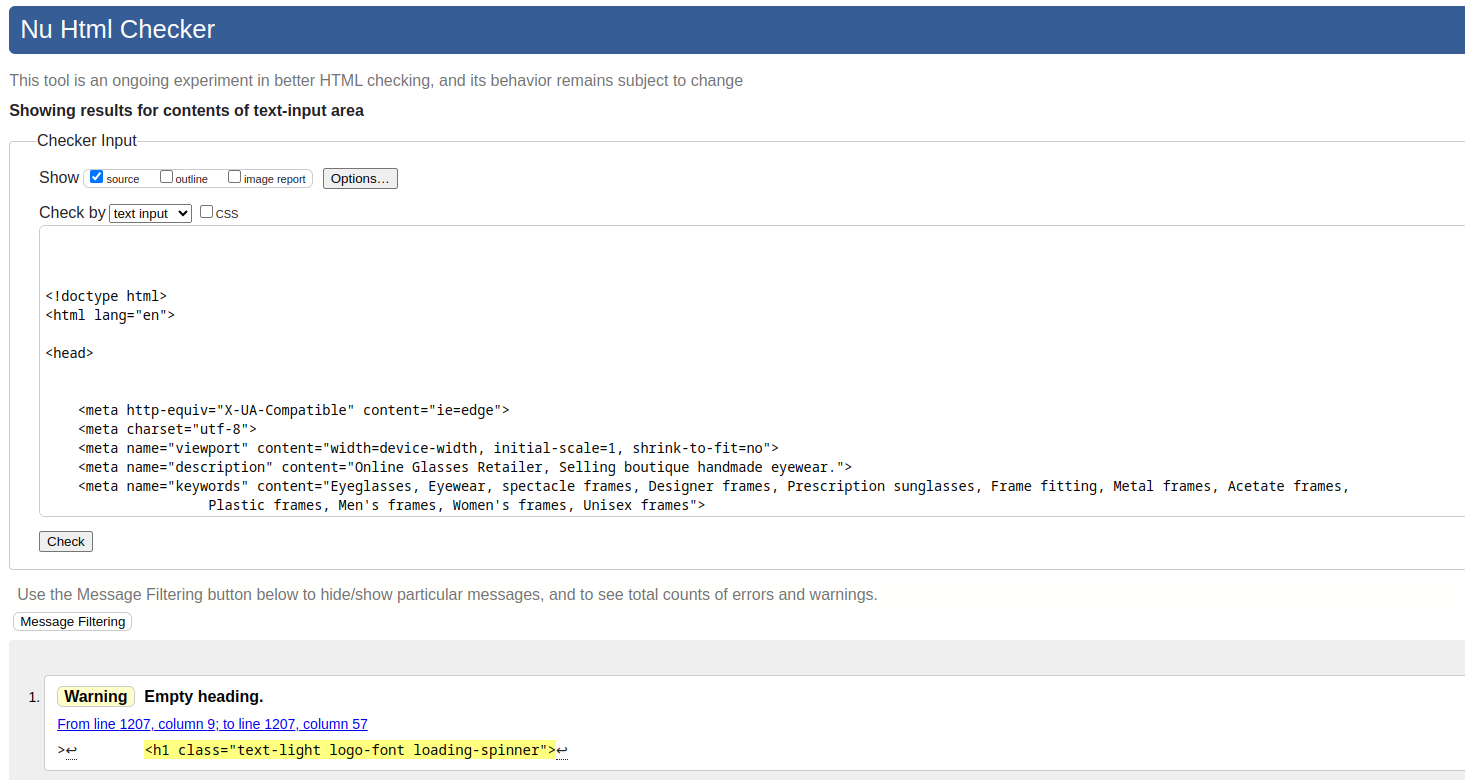 Nu Html Checker
This tool is an ongoing experiment in better HTML checking, and its behavior remains subject to change
Showing results for contents of text-input area
Checker Input
Show source outline image report Options...
Check by text input CSS
<!doctype html>
<html lang="en">
<head>
<meta http-equiv="X-UA-Compatible" content="ie=edge">
<meta charset="utf-8">
<meta name="viewport" content="width=device-width, initial-scale=1, shrink-to-fit=no">
<meta name="description" content="Online Glasses Retailer, Selling boutique handmade eyewear.">
<meta name="keywords" content="Eyeglasses, Eyewear, spectacle frames, Designer frames, Prescription sunglasses, Frame fitting, Metal frames, Acetate frames,
Plastic frames, Men's frames, Women's frames, Unisex frames">
Check
Use the Message Filtering button below to hide/show particular messages, and to see total counts of errors and warnings.
Message Filtering
1. Warning Empty heading.
From line 1207, column 9; to line 1207, column 57
>↩ <h1 class="text-light logo-font loading-spinner">↩